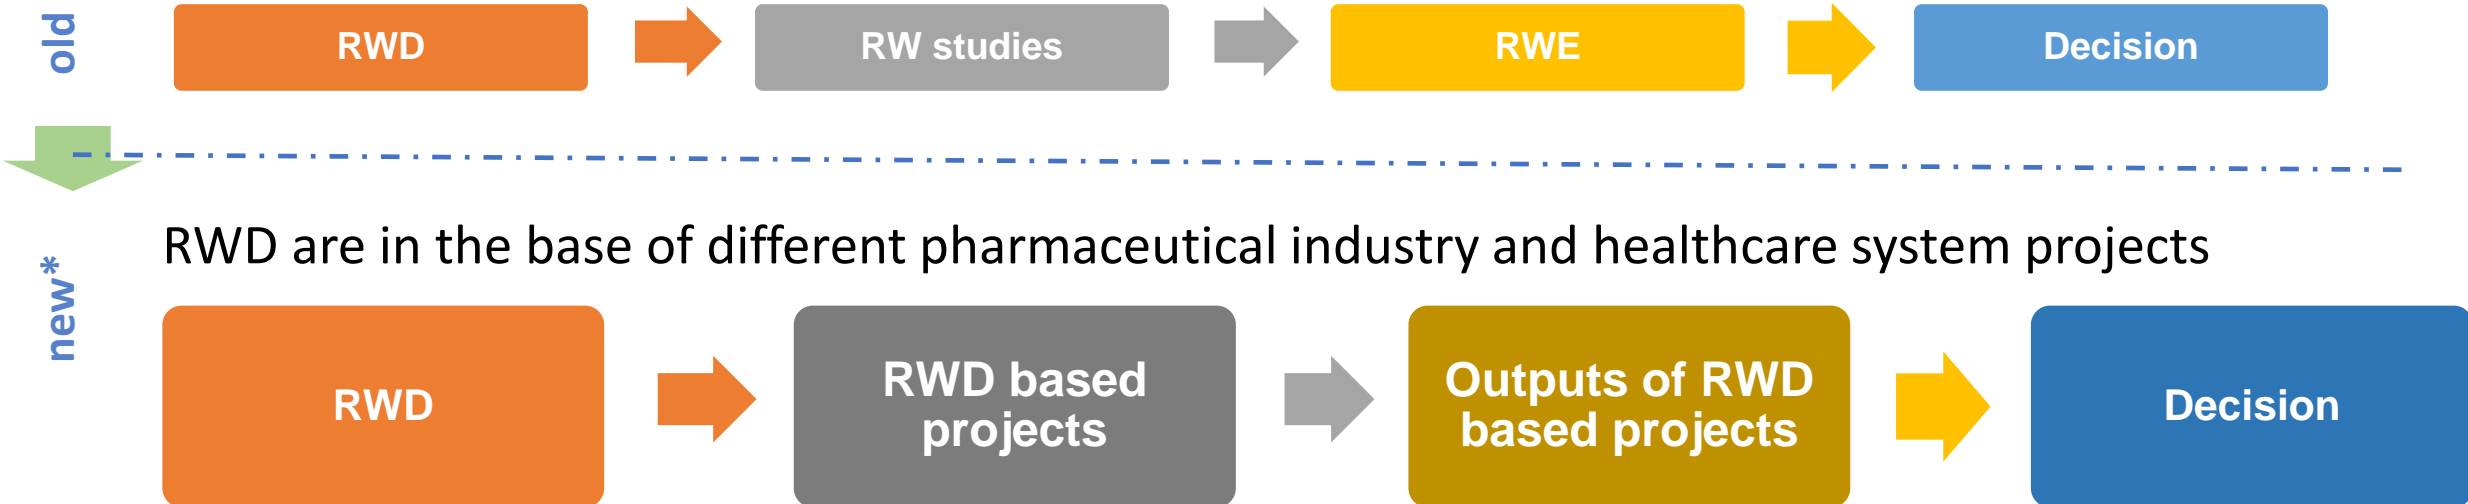 old
RWD
RW studies
RWE
Decision
RWD are in the base of different pharmaceutical industry and healthcare system projects
new*
RWD
RWD based
projects
Outputs of RWD
based projects
Decision